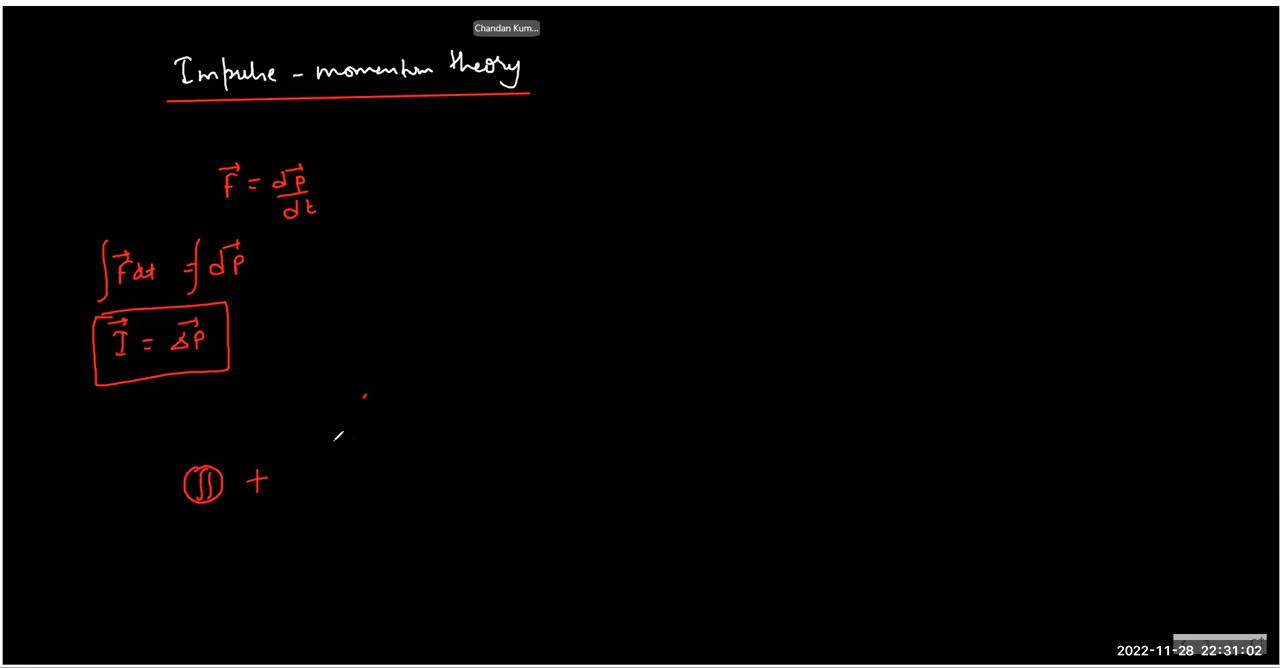 Chandan Kum...
Impulse - momentum theory
F⃗ = dp⃗/dt
∫F⃗dt = ∫dP⃗
I⃗ = ΔP⃗
+
2022-11-28 22:31:02